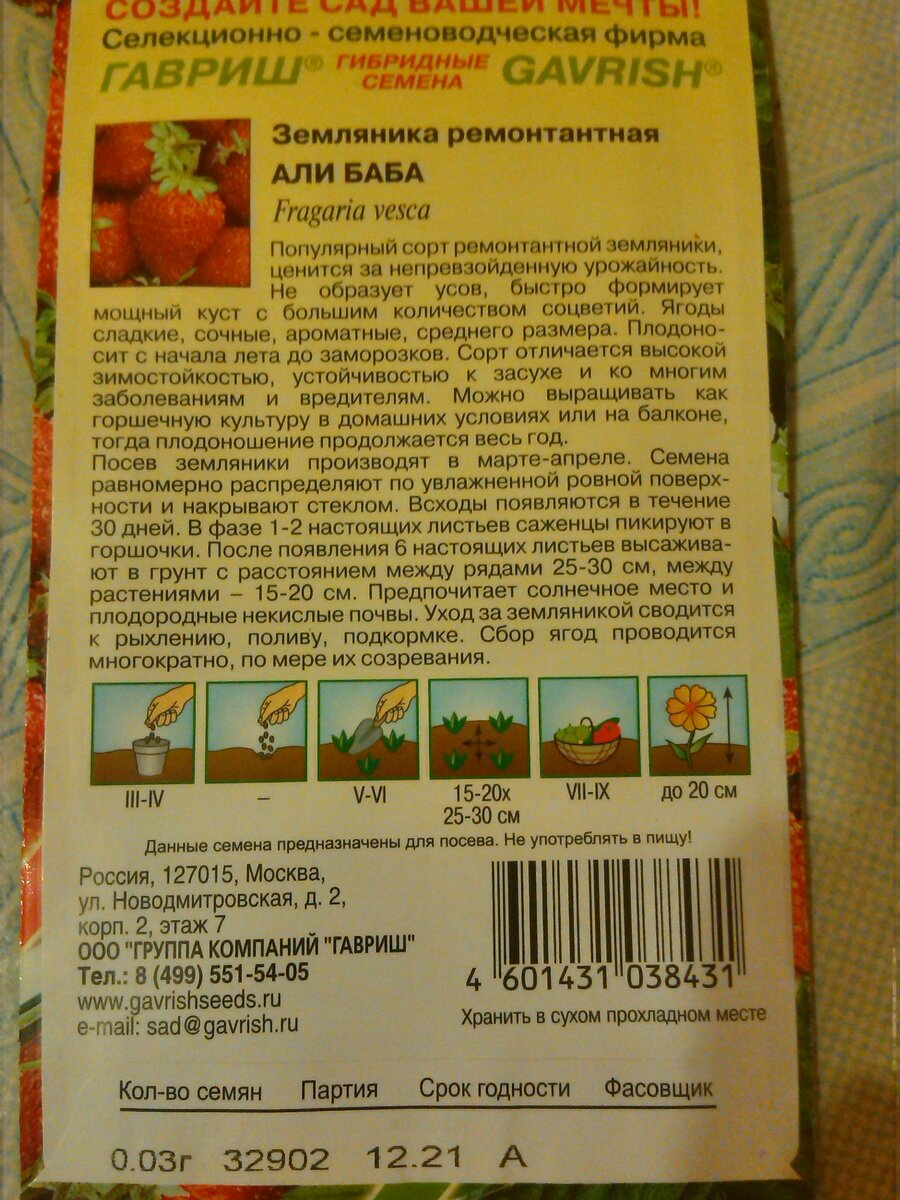 СОЗДАЙТЕ САД ВАШЕЙ МЕЧТЫ!
Селекционно - семеноводческая фирма
ГАВРИШ® ГИБРИДНЫЕ СЕМЕНА GAVRISH®
Земляника ремонтантная
АЛИ БАБА
Fragaria vesca
Популярный сорт ремонтантной земляники,
ценится за непревзойденную урожайность.
Не образует усов, быстро формирует
мощный куст с большим количеством соцветий. Ягоды
сладкие, сочные, ароматные, среднего размера. Плодоно-
сит с начала лета до заморозков. Сорт отличается высокой
зимостойкостью, устойчивостью к засухе и ко многим
заболеваниям и вредителям. Можно выращивать как
горшечную культуру в домашних условиях или на балконе,
тогда плодоношение продолжается весь год.
Посев земляники производят в марте-апреле. Семена
равномерно распределяют по увлажненной ровной поверх-
ности и накрывают стеклом. Всходы появляются в течение
30 дней. В фазе 1-2 настоящих листьев саженцы пикируют в
горшочки. После появления 6 настоящих листьев высажива-
ют в грунт с расстоянием между рядами 25-30 см, между
растениями – 15-20 см. Предпочитает солнечное место и
плодородные некислые почвы. Уход за земляникой сводится
к рыхлению, поливу, подкормке. Сбор ягод проводится
многократно, по мере их созревания.
III-IV – V-VI 15-20х VII-IX до 20 см
25-30 см
Данные семена предназначены для посева. Не употреблять в пищу!
Россия, 127015, Москва,
ул. Новодмитровская, д. 2,
корп. 2, этаж 7
ООО "ГРУППА КОМПАНИЙ "ГАВРИШ"
Тел.: 8 (499) 551-54-05
www.gavrishseeds.ru
e-mail: sad@gavrish.ru
4 601431 038431
Хранить в сухом прохладном месте
Кол-во семян Партия Срок годности Фасовщик
0.03г 32902 12.21 А